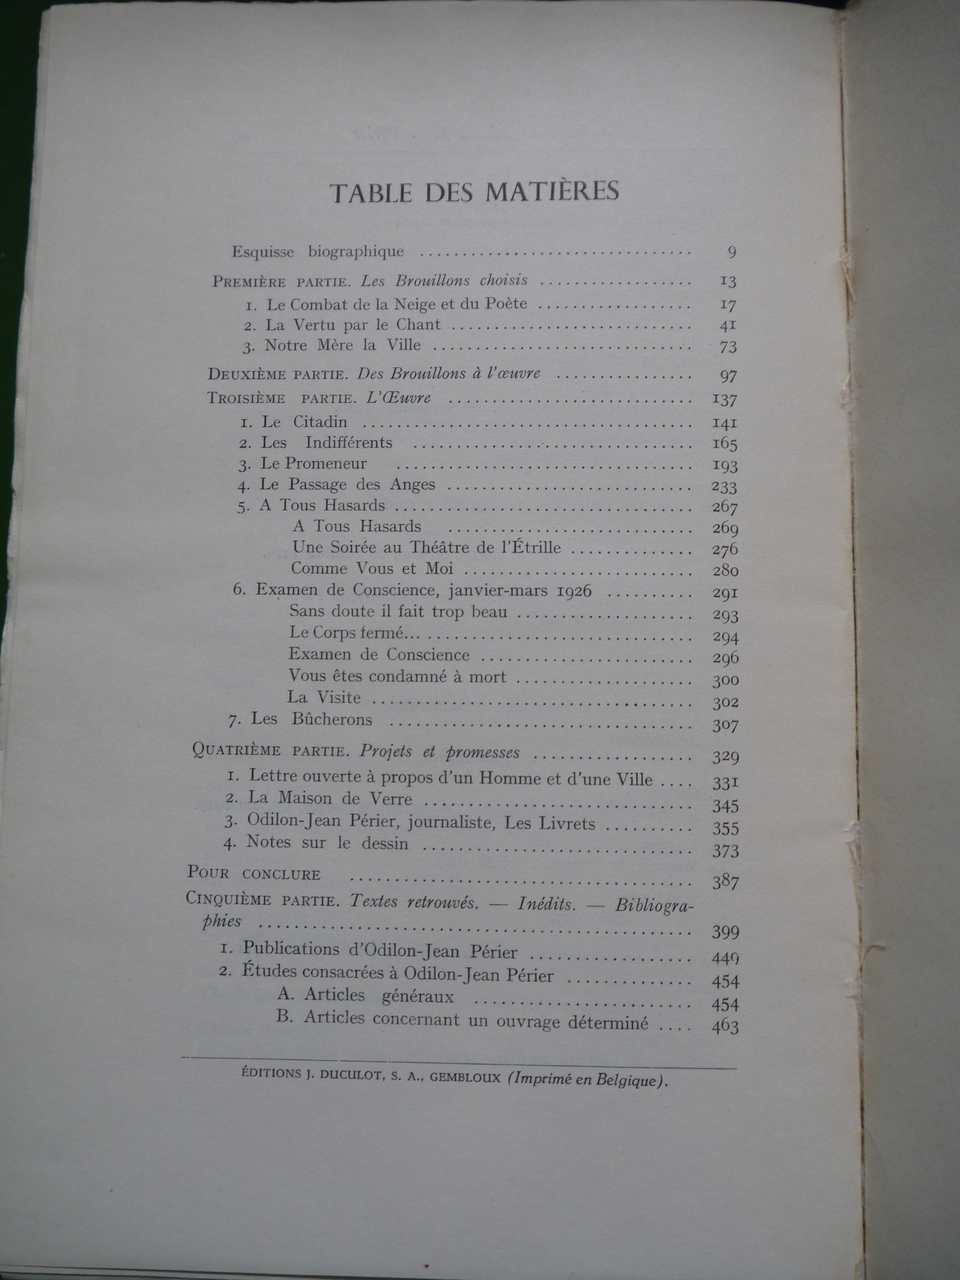 TABLE DES MATIÈRES
Esquisse biographique ................................ 9
PREMIÈRE PARTIE. Les Brouillons choisis .................. 13
1. Le Combat de la Neige et du Poète .................. 17
2. La Vertu par le Chant ............................ 41
3. Notre Mère la Ville .............................. 73
DEUXIÈME PARTIE. Des Brouillons à l'œuvre ................ 97
TROISIÈME PARTIE. L'Œuvre ............................. 137
1. Le Citadin ...................................... 141
2. Les Indifférents ................................ 165
3. Le Promeneur .................................. 193
4. Le Passage des Anges ............................ 233
5. A Tous Hasards .................................. 267
A Tous Hasards ............................ 269
Une Soirée au Théâtre de l'Étrille .............. 276
Comme Vous et Moi .......................... 280
6. Examen de Conscience, janvier-mars 1926 .......... 291
Sans doute il fait trop beau .................... 293
Le Corps fermé... .............................. 294
Examen de Conscience ........................ 296
Vous êtes condamné à mort .................... 300
La Visite ...................................... 302
7. Les Bûcherons .................................. 307
QUATRIÈME PARTIE. Projets et promesses .................. 329
1. Lettre ouverte à propos d'un Homme et d'une Ville .... 331
2. La Maison de Verre .............................. 345
3. Odilon-Jean Périer, journaliste, Les Livrets .......... 355
4. Notes sur le dessin ................................ 373
POUR CONCLURE ........................................ 387
CINQUIÈME PARTIE. Textes retrouvés. — Inédits. — Bibliogra-
phies .................................................. 399
1. Publications d'Odilon-Jean Périer .................. 449
2. Études consacrées à Odilon-Jean Périer .............. 454
A. Articles généraux .......................... 454
B. Articles concernant un ouvrage déterminé .... 463
ÉDITIONS J. DUCULOT, S. A., GEMBLOUX (Imprimé en Belgique).